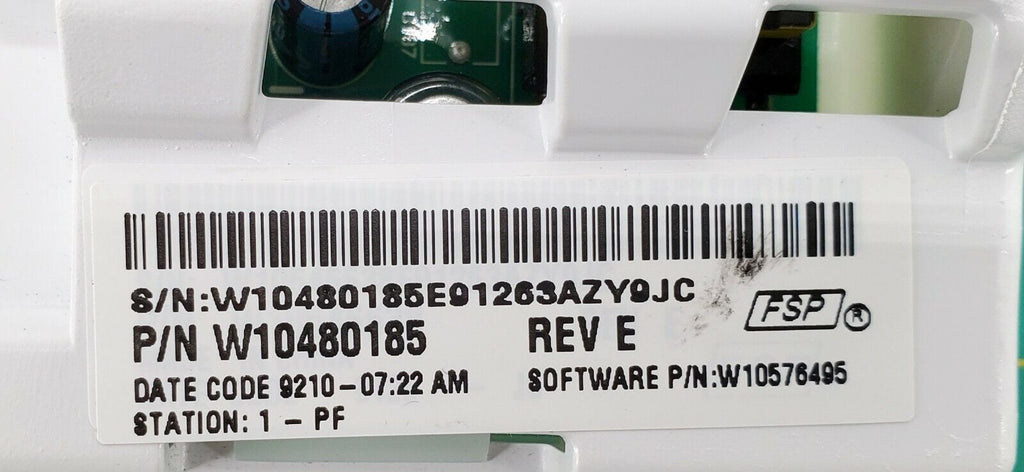 S/N:W10480185E91263AZY9JC
P/N W10480185 REV E
FSP®
DATE CODE 9210-07:22 AM SOFTWARE P/N:W10576495
STATION: 1 - PF